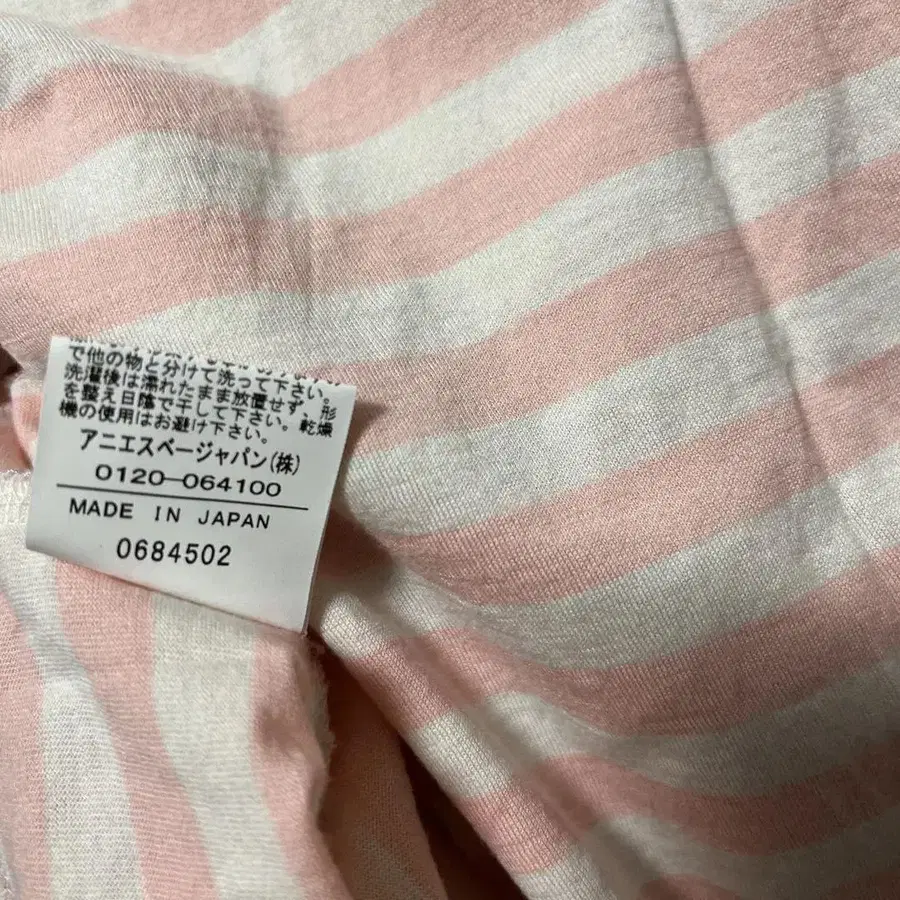 で他の物と分けて洗って下さい。
洗濯後は濡れたまま放置せず、形
を整え日陰で干して下さい。乾燥
機の使用はお避け下さい。
アニエスベージャパン(株)
0120-064100
MADE IN JAPAN
0684502